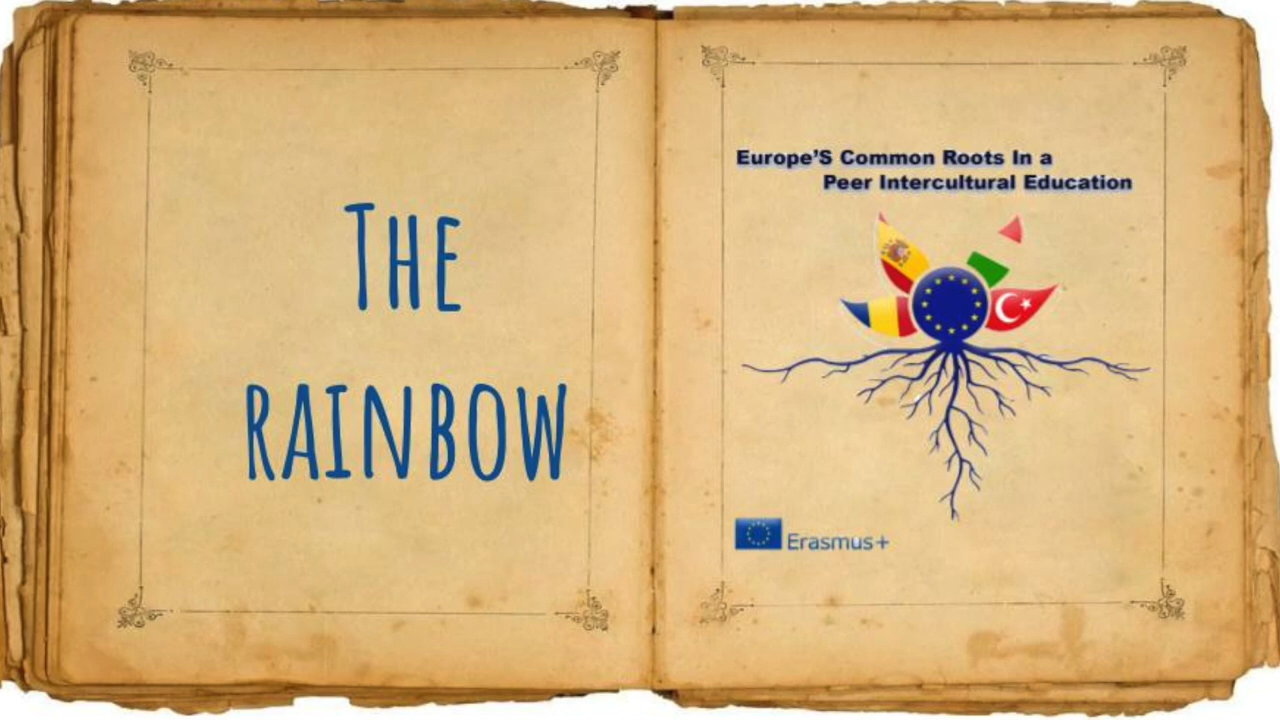 The
rainbow
Europe'S Common Roots In a
Peer Intercultural Education
Erasmus+